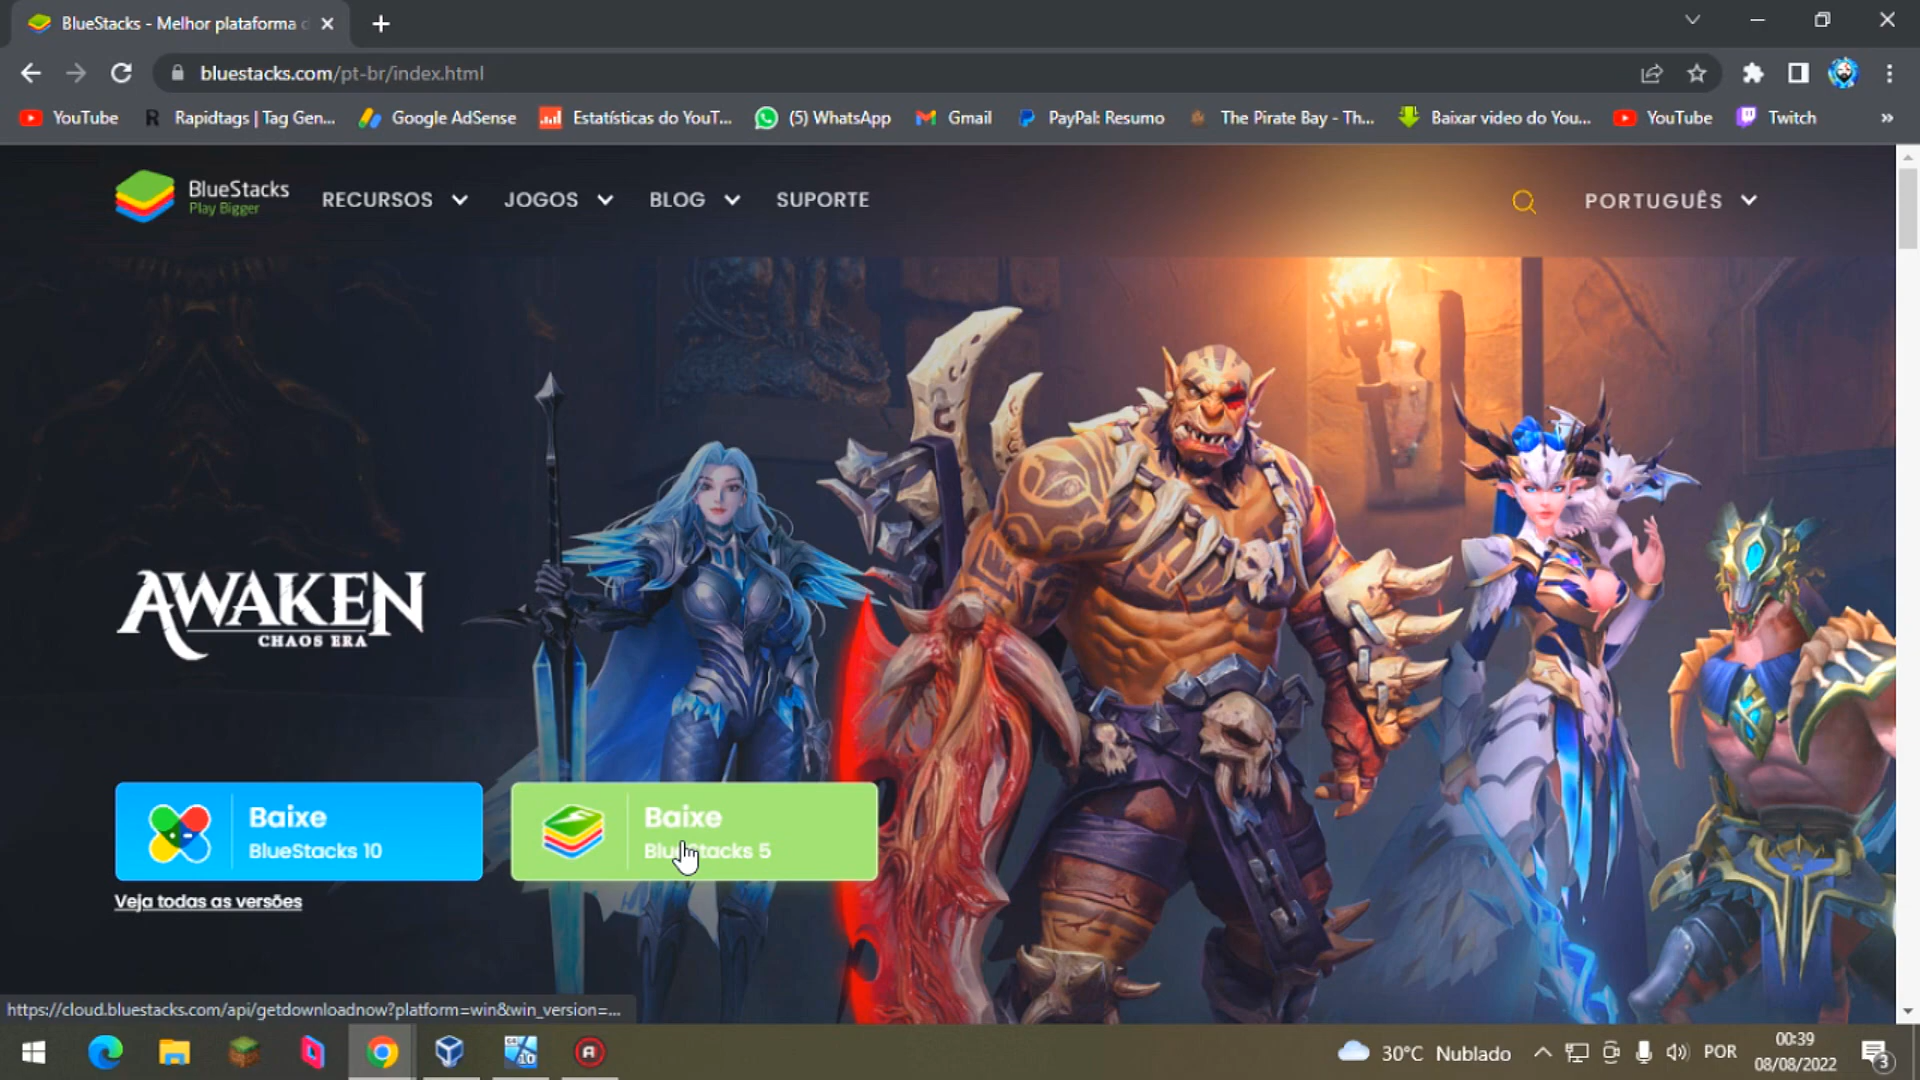 BlueStacks - Melhor plataforma d
bluestacks.com/pt-br/index.html
YouTube
Rapidtags | Tag Gen...
Google AdSense
Estatísticas do YouT...
(5) WhatsApp
Gmail
PayPal: Resumo
The Pirate Bay - Th...
Baixar video do You...
YouTube
Twitch
»
BlueStacks
Play Bigger
RECURSOS
JOGOS
BLOG
SUPORTE
PORTUGUÊS
AWAKEN
CHAOS ERA
Baixe
BlueStacks 10
Baixe
BlueStacks 5
Veja todas as versões
https://cloud.bluestacks.com/api/getdownloadnow?platform=win&win_version=...
30°C Nublado
POR
00:39
08/08/2022
3